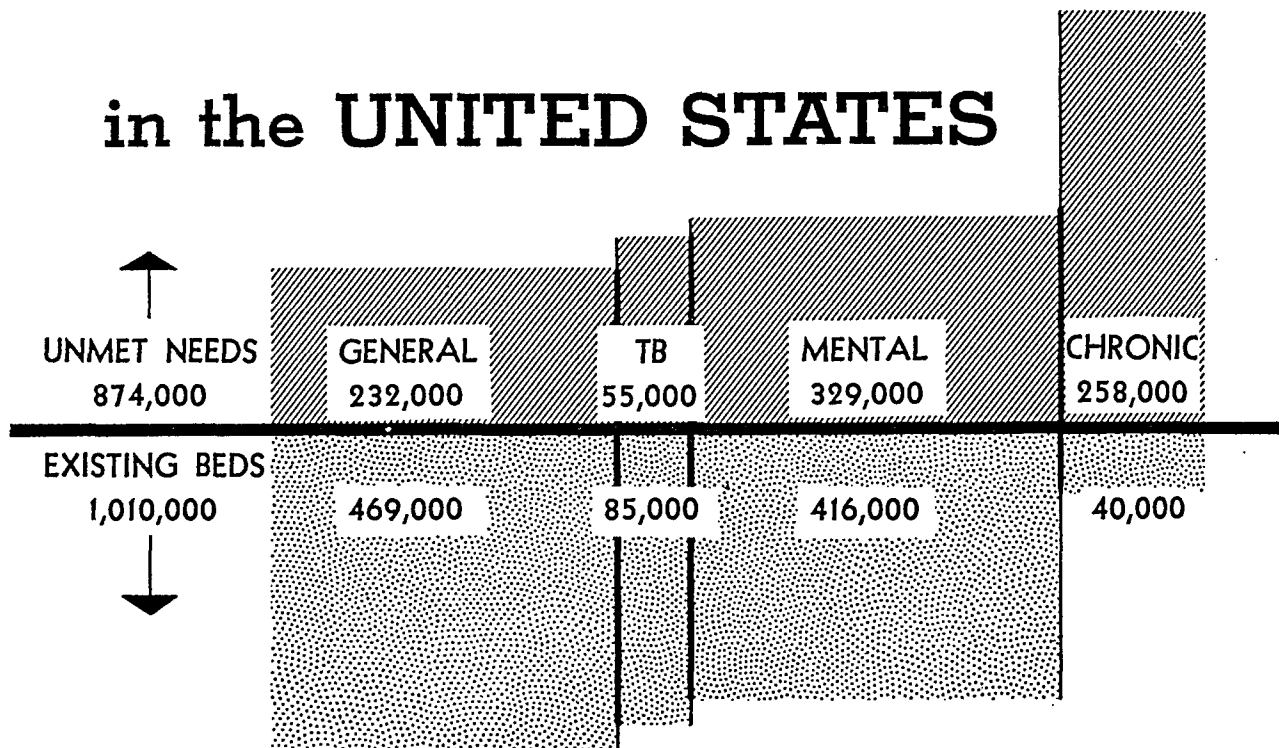 in the UNITED STATES
UNMET NEEDS GENERAL TB MENTAL CHRONIC
874,000 232,000 55,000 329,000 258,000
EXISTING BEDS
1,010,000 469,000 85,000 416,000 40,000